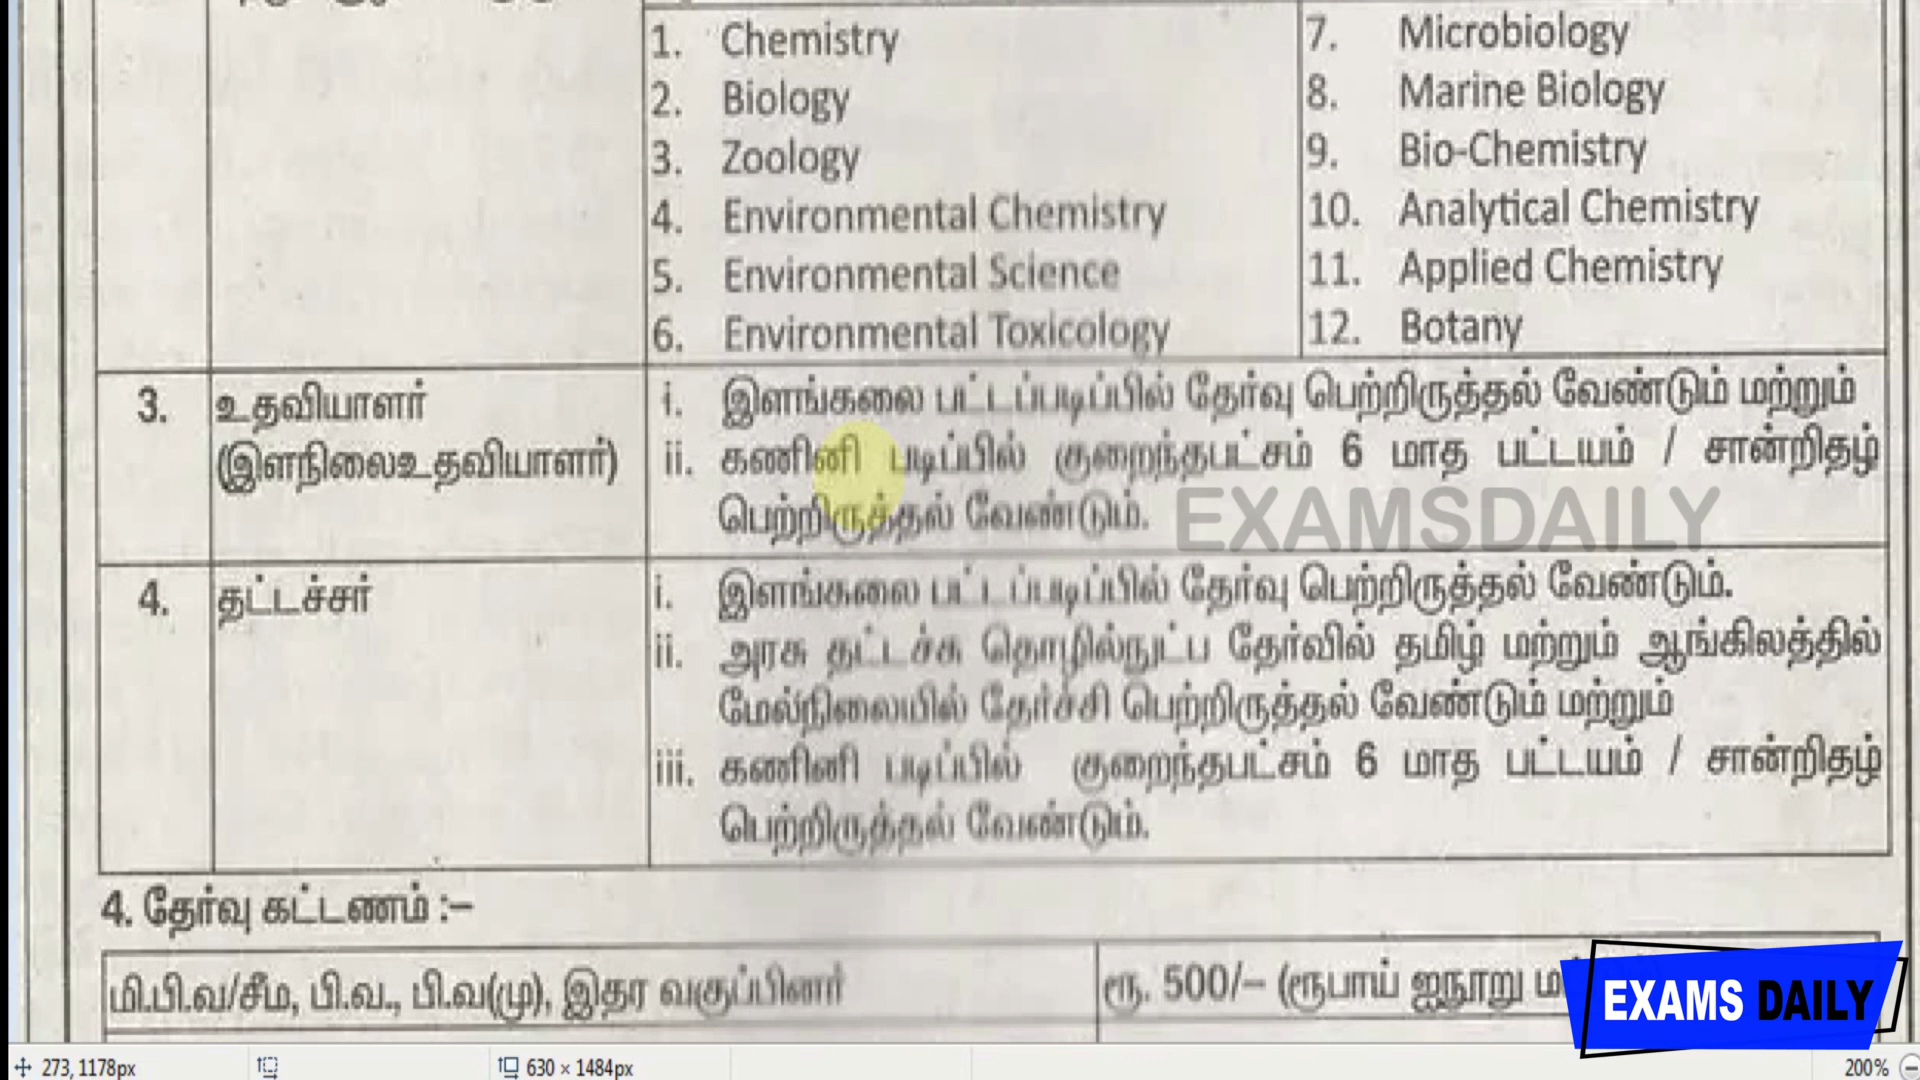 1. Chemistry
2. Biology
3. Zoology
4. Environmental Chemistry
5. Environmental Science
6. Environmental Toxicology
7. Microbiology
8. Marine Biology
9. Bio-Chemistry
10. Analytical Chemistry
11. Applied Chemistry
12. Botany
3. உதவியாளர்
(இளநிலைஉதவியாளர்)
i. இளங்கலை பட்டப்படிப்பில் தேர்வு பெற்றிருத்தல் வேண்டும் மற்றும்
ii. கணினி படிப்பில் குறைந்தபட்சம் 6 மாத பட்டயம் / சான்றிதழ்
பெற்றிருத்தல் வேண்டும்.
EXAMSDAILY
4. தட்டச்சர்
i. இளங்கலை பட்டப்படிப்பில் தேர்வு பெற்றிருத்தல் வேண்டும்.
ii. அரசு தட்டச்சு தொழில்நுட்ப தேர்வில் தமிழ் மற்றும் ஆங்கிலத்தில்
மேல்நிலையில் தேர்ச்சி பெற்றிருத்தல் வேண்டும் மற்றும்
iii. கணினி படிப்பில் குறைந்தபட்சம் 6 மாத பட்டயம் / சான்றிதழ்
பெற்றிருத்தல் வேண்டும்.
4. தேர்வு கட்டணம் :–
மி.பி.வ/சீம, பி.வ., பி.வ(மு), இதர வகுப்பினர்
ரூ. 500/– (ரூபாய் ஐநூறு
EXAMS DAILY
273, 1178px
630 × 1484px
200%